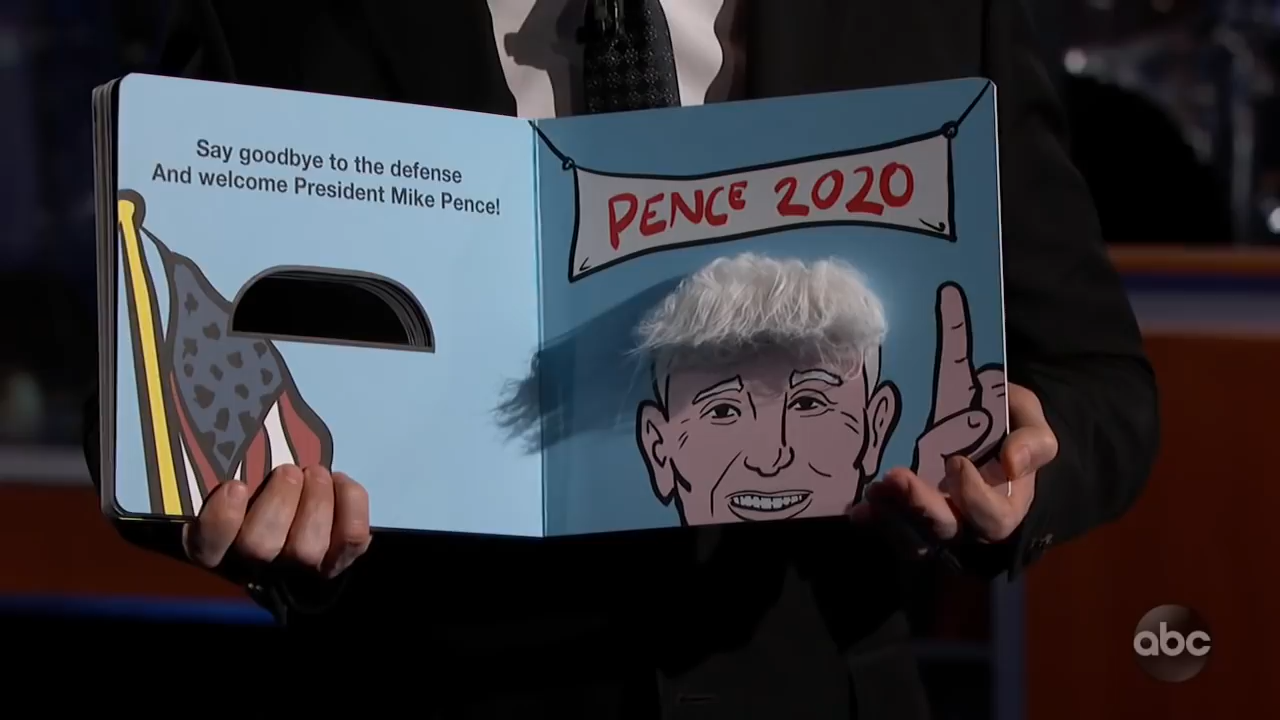 Say goodbye to the defense
And welcome President Mike Pence!
PENCE 2020
abc